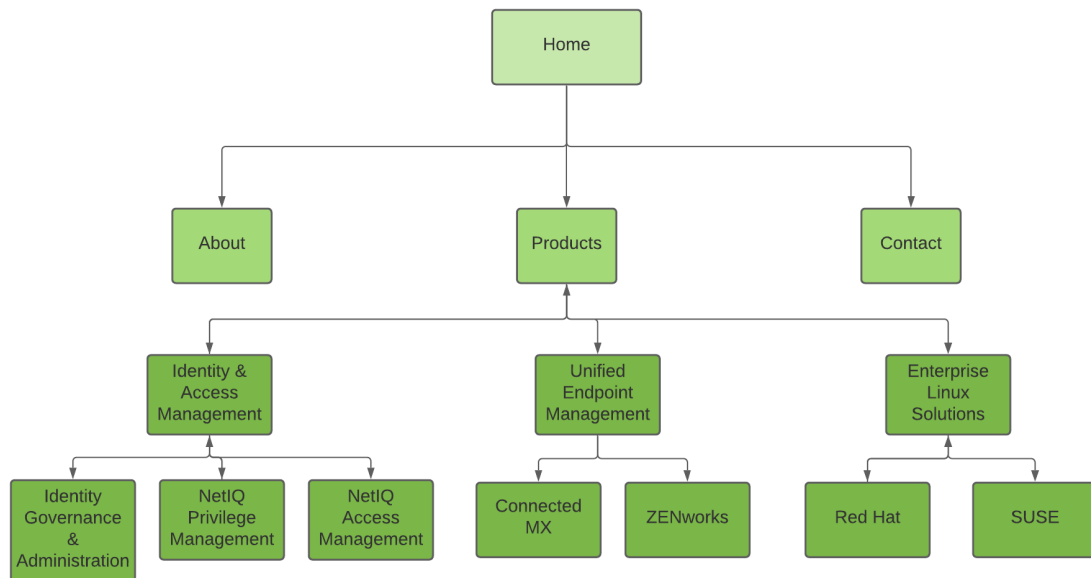 Home
About
Products
Contact
Identity &
Access
Management
Unified
Endpoint
Management
Enterprise
Linux
Solutions
Identity
Governance
&
Administration
NetIQ
Privilege
Management
NetIQ
Access
Management
Connected
MX
ZENworks
Red Hat
SUSE